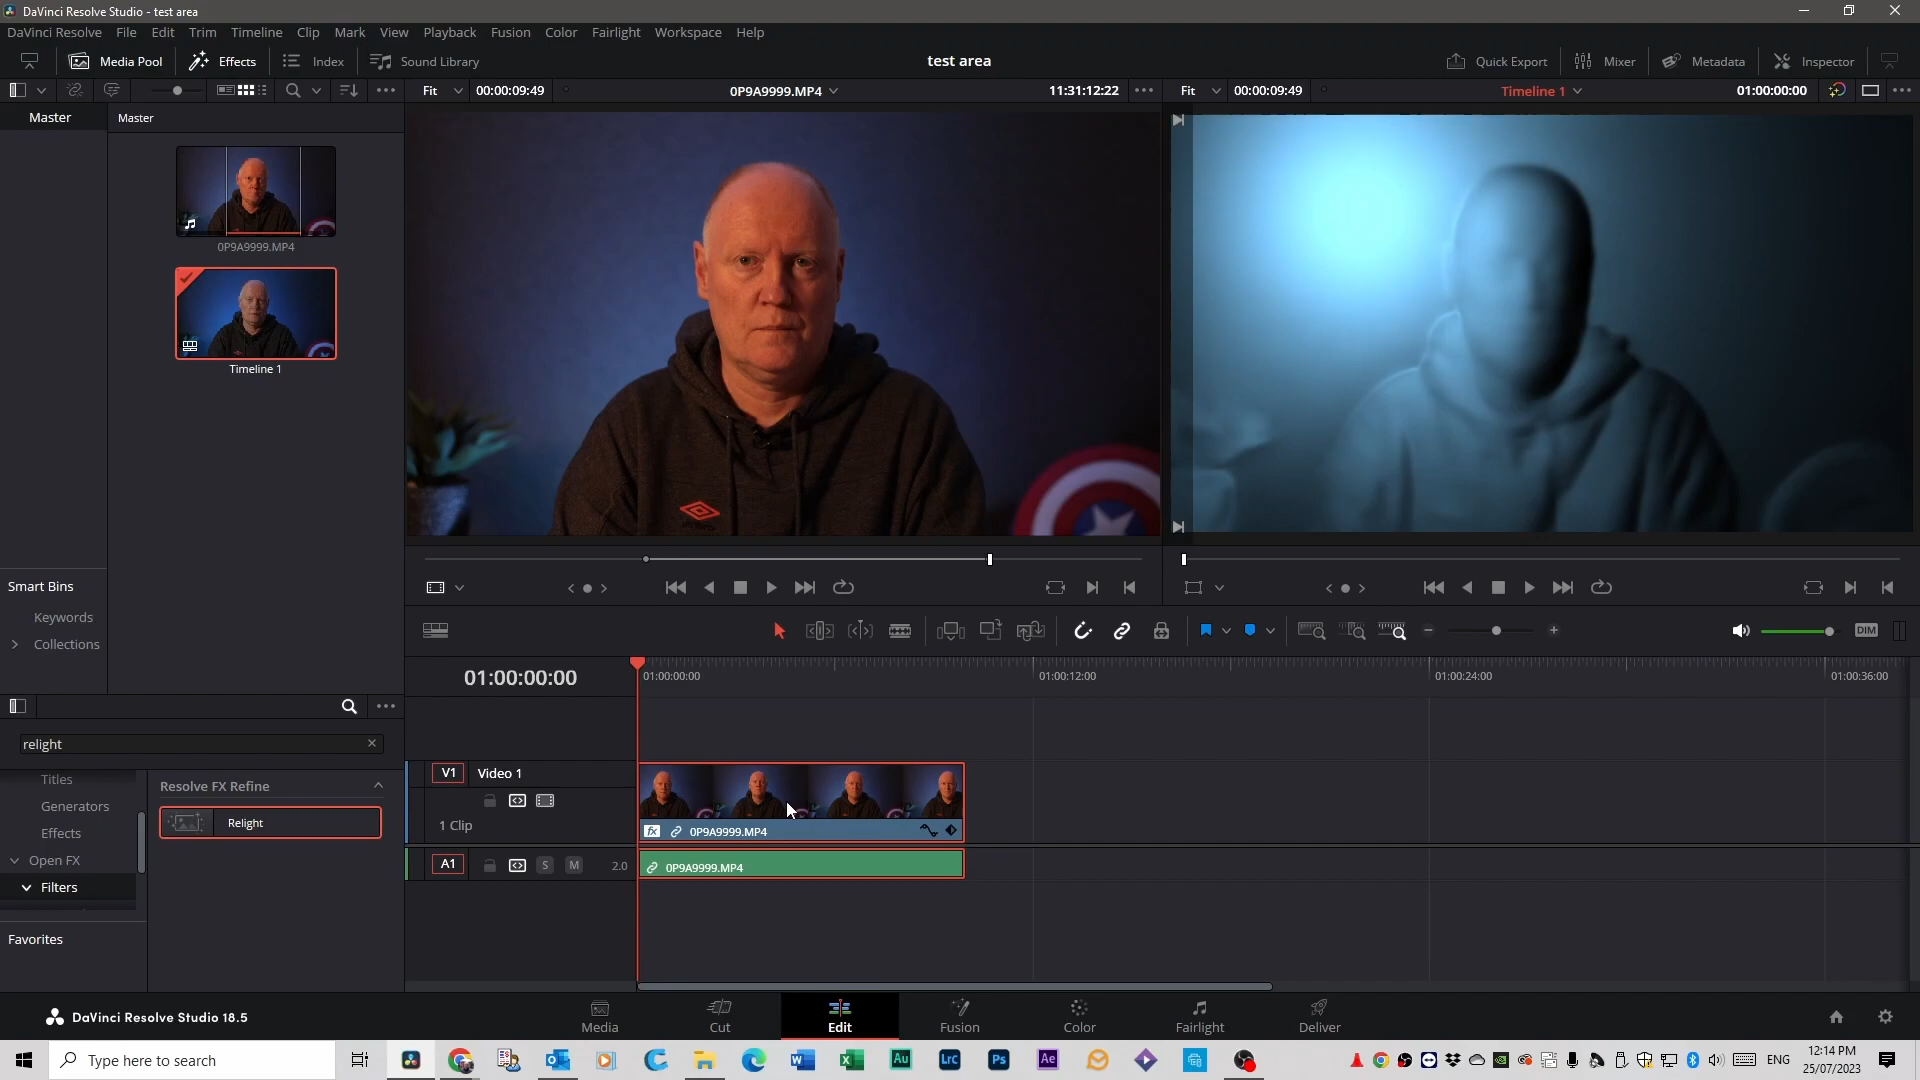 DaVinci Resolve Studio - test area
DaVinci Resolve File Edit Trim Timeline Clip Mark View Playback Fusion Color Fairlight Workspace Help
Media Pool Effects Index Sound Library test area Quick Export Mixer Metadata Inspector
Fit 00:00:09:49 0P9A9999.MP4 11:31:12:22 Fit 00:00:09:49 Timeline 1 01:00:00:00
Master Master
0P9A9999.MP4
Timeline 1
Smart Bins
Keywords
Collections
DIM
01:00:00:00 01:00:00:00 01:00:12:00 01:00:24:00 01:00:36:00
relight
Titles
Generators
Effects
Open FX
Filters
Favorites
Resolve FX Refine
Relight
V1 Video 1
1 Clip
fx 0P9A9999.MP4
A1 S M 2.0 0P9A9999.MP4
DaVinci Resolve Studio 18.5
Media Cut Edit Fusion Color Fairlight Deliver
Type here to search
Au Lrc Ps Ae
ENG
12:14 PM
25/07/2023